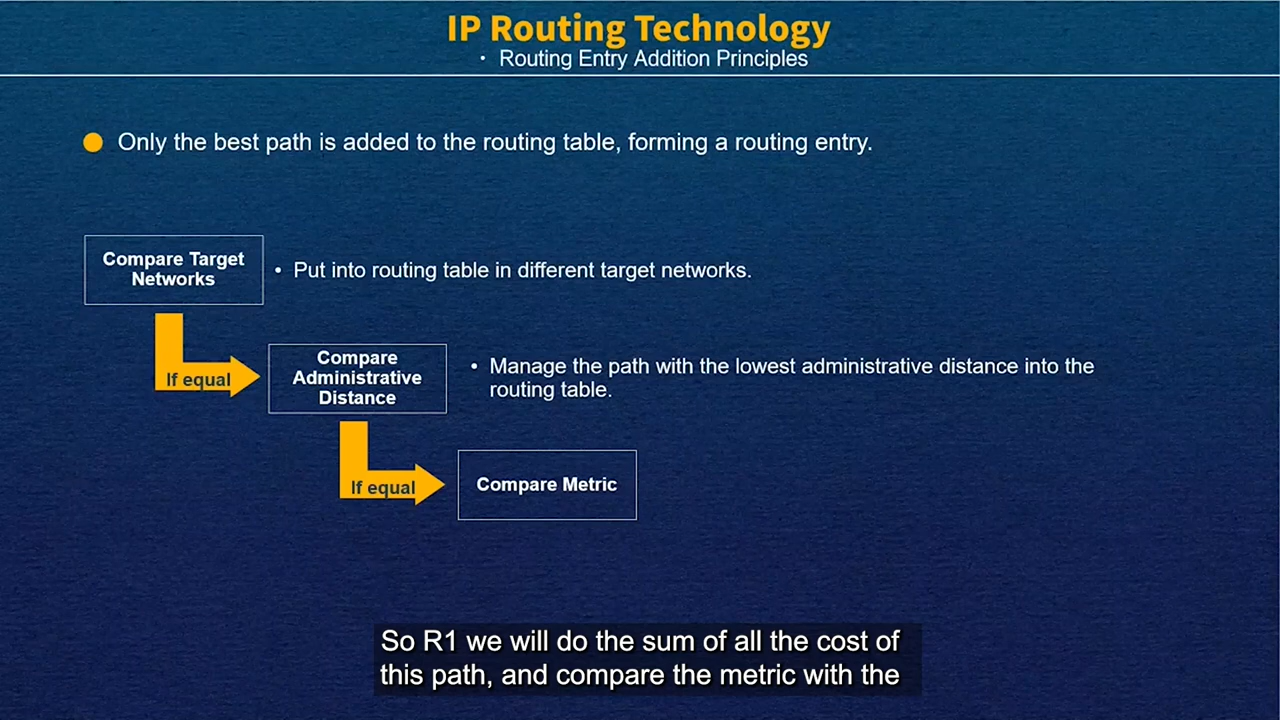 IP Routing Technology
• Routing Entry Addition Principles
Only the best path is added to the routing table, forming a routing entry.
Compare Target
Networks
• Put into routing table in different target networks.
If equal
Compare
Administrative
Distance
• Manage the path with the lowest administrative distance into the
routing table.
If equal
Compare Metric
So R1 we will do the sum of all the cost of
this path, and compare the metric with the